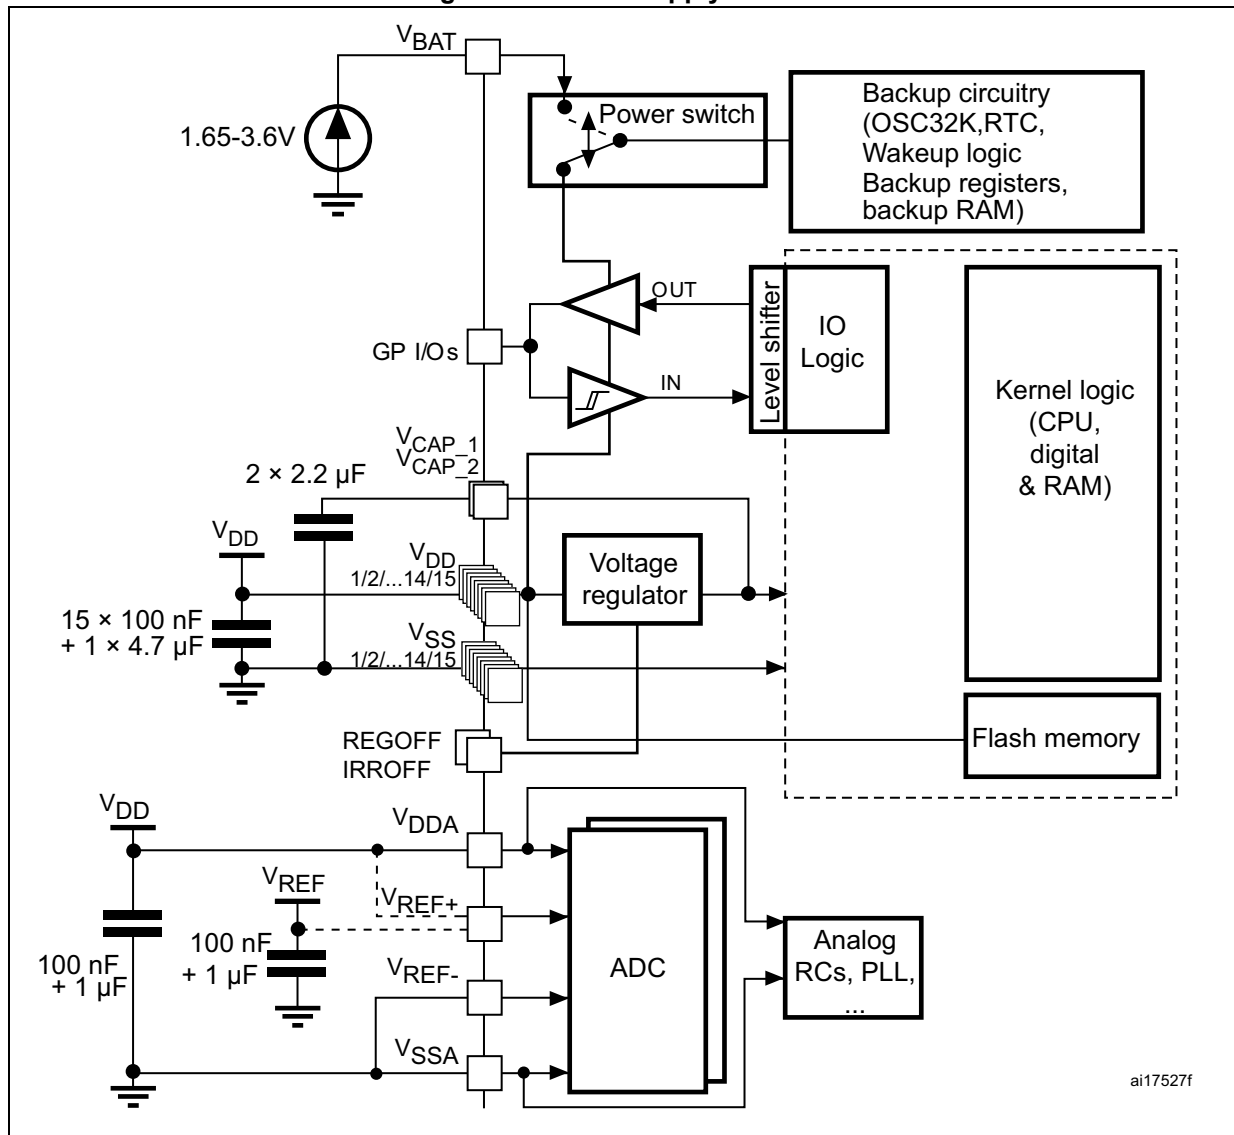 VBAT
Power switch
1.65-3.6V
Backup circuitry
(OSC32K,RTC,
Wakeup logic
Backup registers,
backup RAM)
OUT
GP I/Os
IN
Level shifter
IO
Logic
Kernel logic
(CPU,
digital
& RAM)
VCAP_1
VCAP_2
2 × 2.2 μF
VDD
VDD
1/2/...14/15
15 × 100 nF
+ 1 × 4.7 μF
VSS
1/2/...14/15
Voltage
regulator
REGOFF
IRROFF
Flash memory
VDD
VDDA
VREF
VREF+
100 nF
+ 1 μF
100 nF
+ 1 μF
VREF-
VSSA
ADC
Analog
RCs, PLL,
...
ai17527f